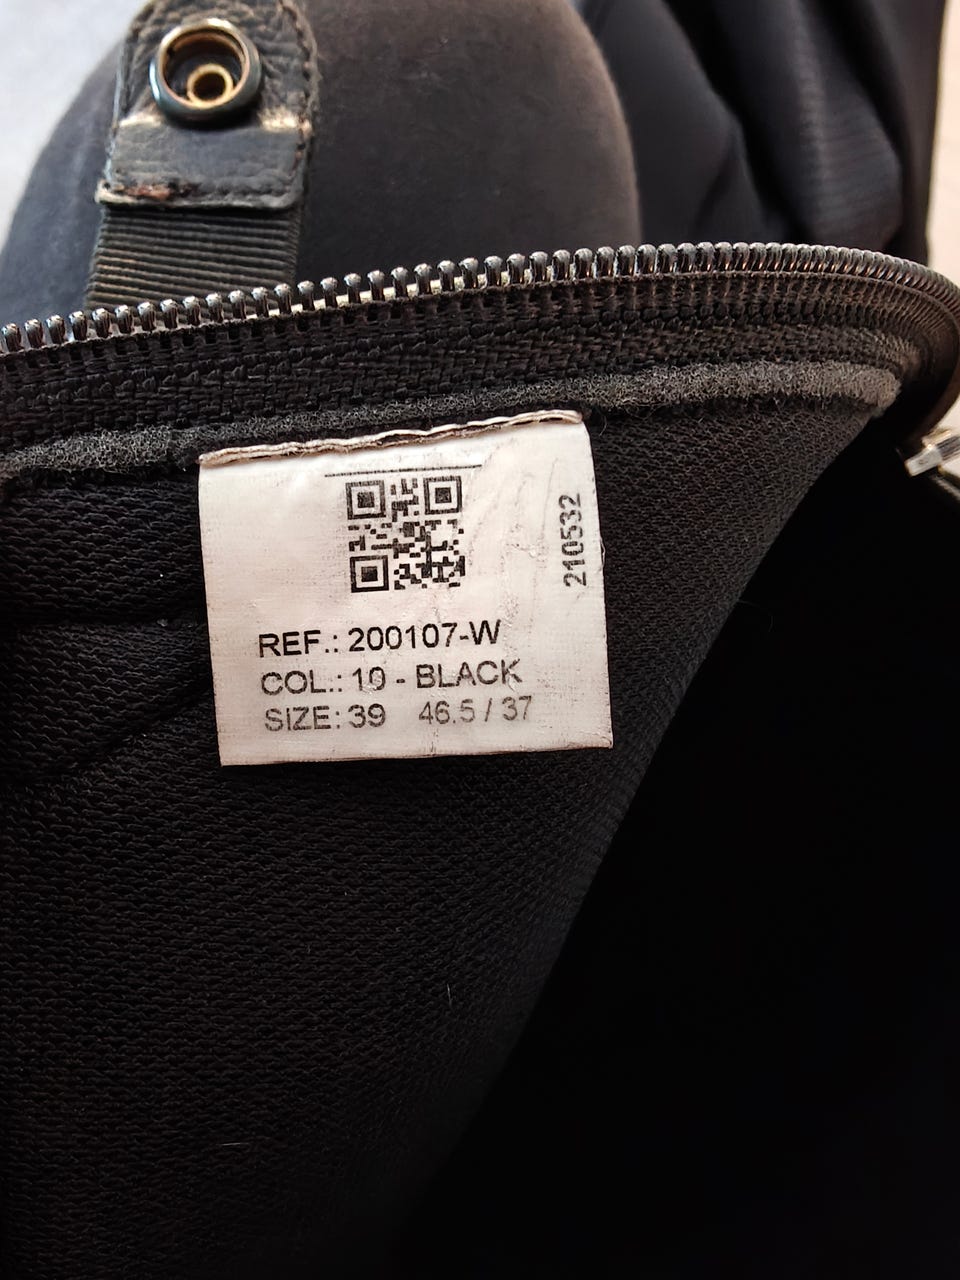 210532
REF.: 200107-W
COL.: 10 - BLACK
SIZE: 39 46.5 / 37